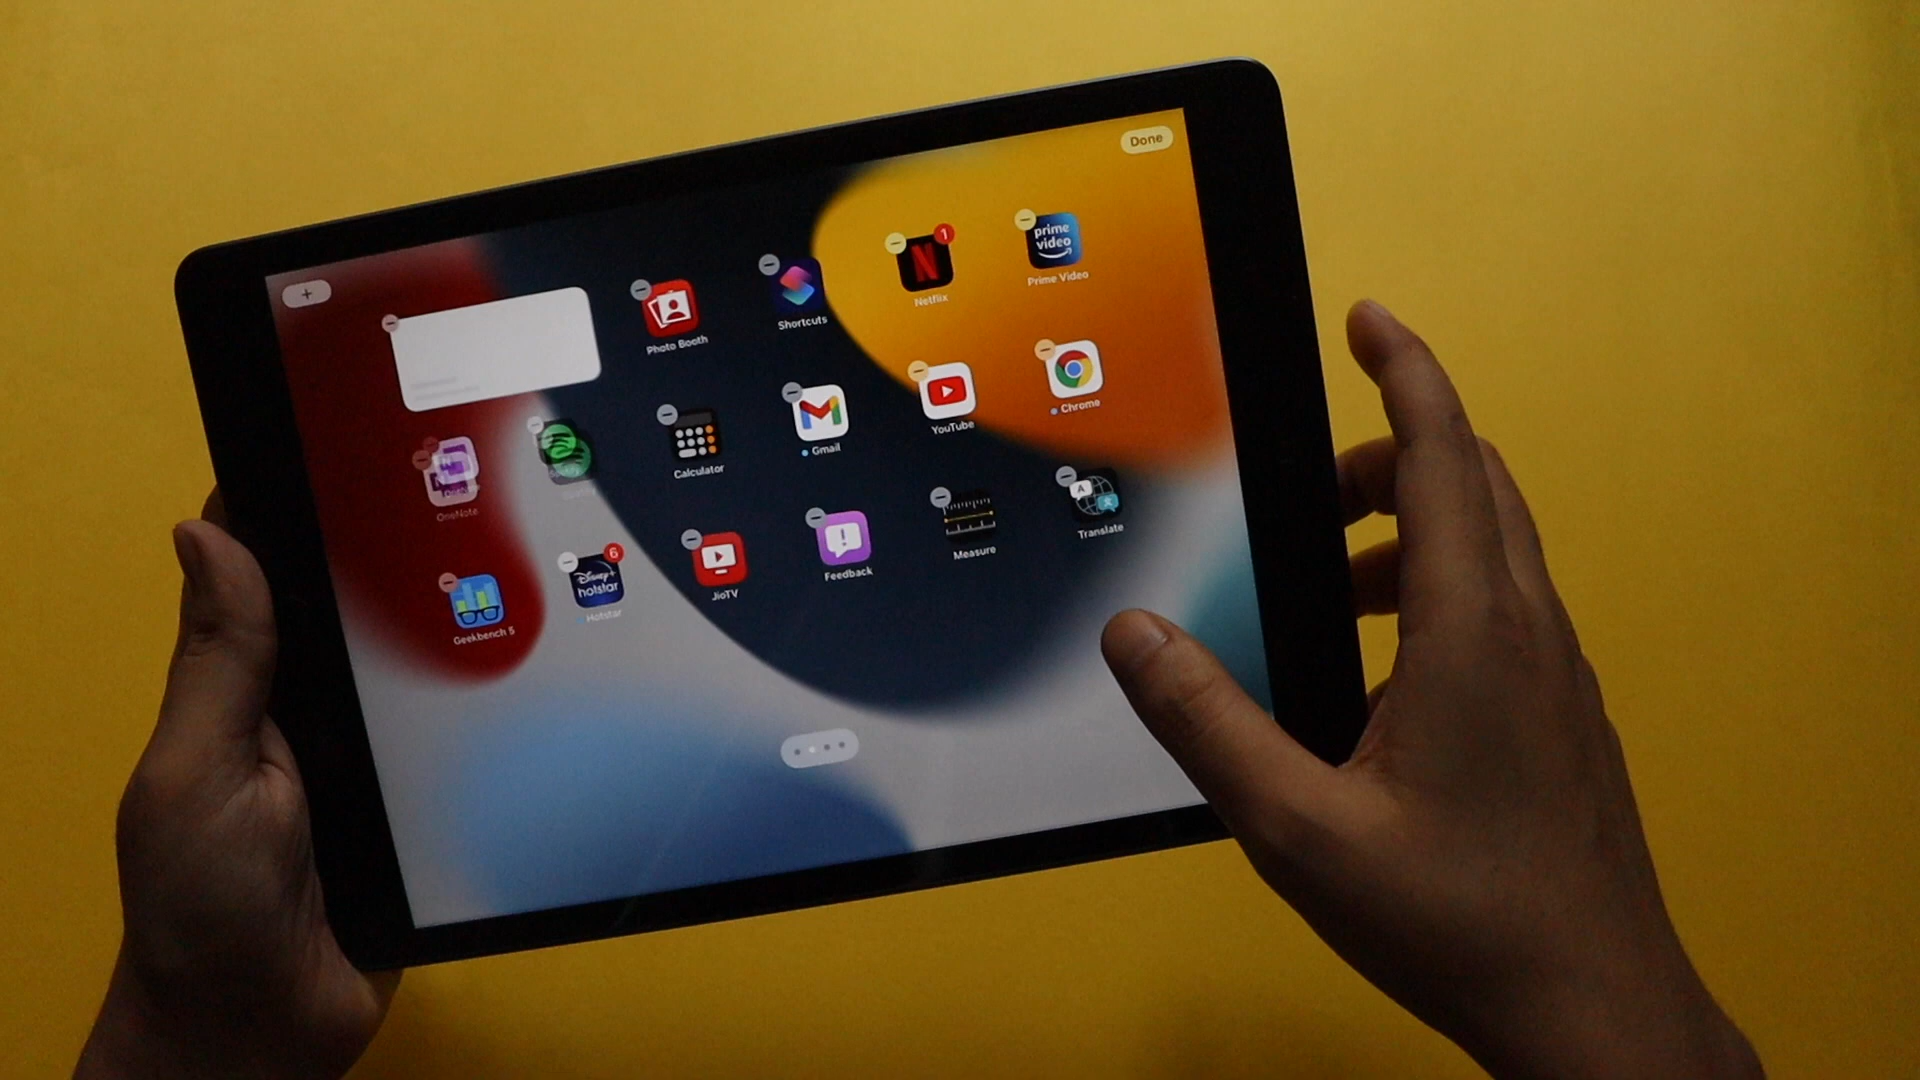 Done
+
Photo Booth
Shortcuts
1
N
Netflix
prime
video
Prime Video
OneNote
Calculator
Gmail
YouTube
Chrome
Geekbench 5
6
Disney+
hotstar
Hotstar
JioTV
!
Feedback
Measure
A
Translate